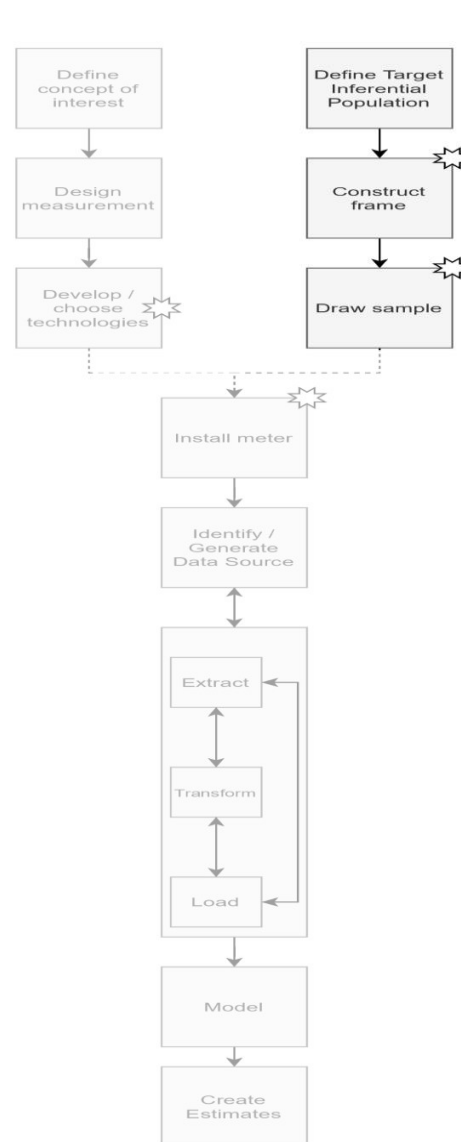 Define
concept of
interest
Define Target
Inferential
Population
Design
measurement
Construct
frame
Develop /
choose
technologies
Draw sample
Install meter
Identify /
Generate
Data Source
Extract
Transform
Load
Model
Create
Estimates